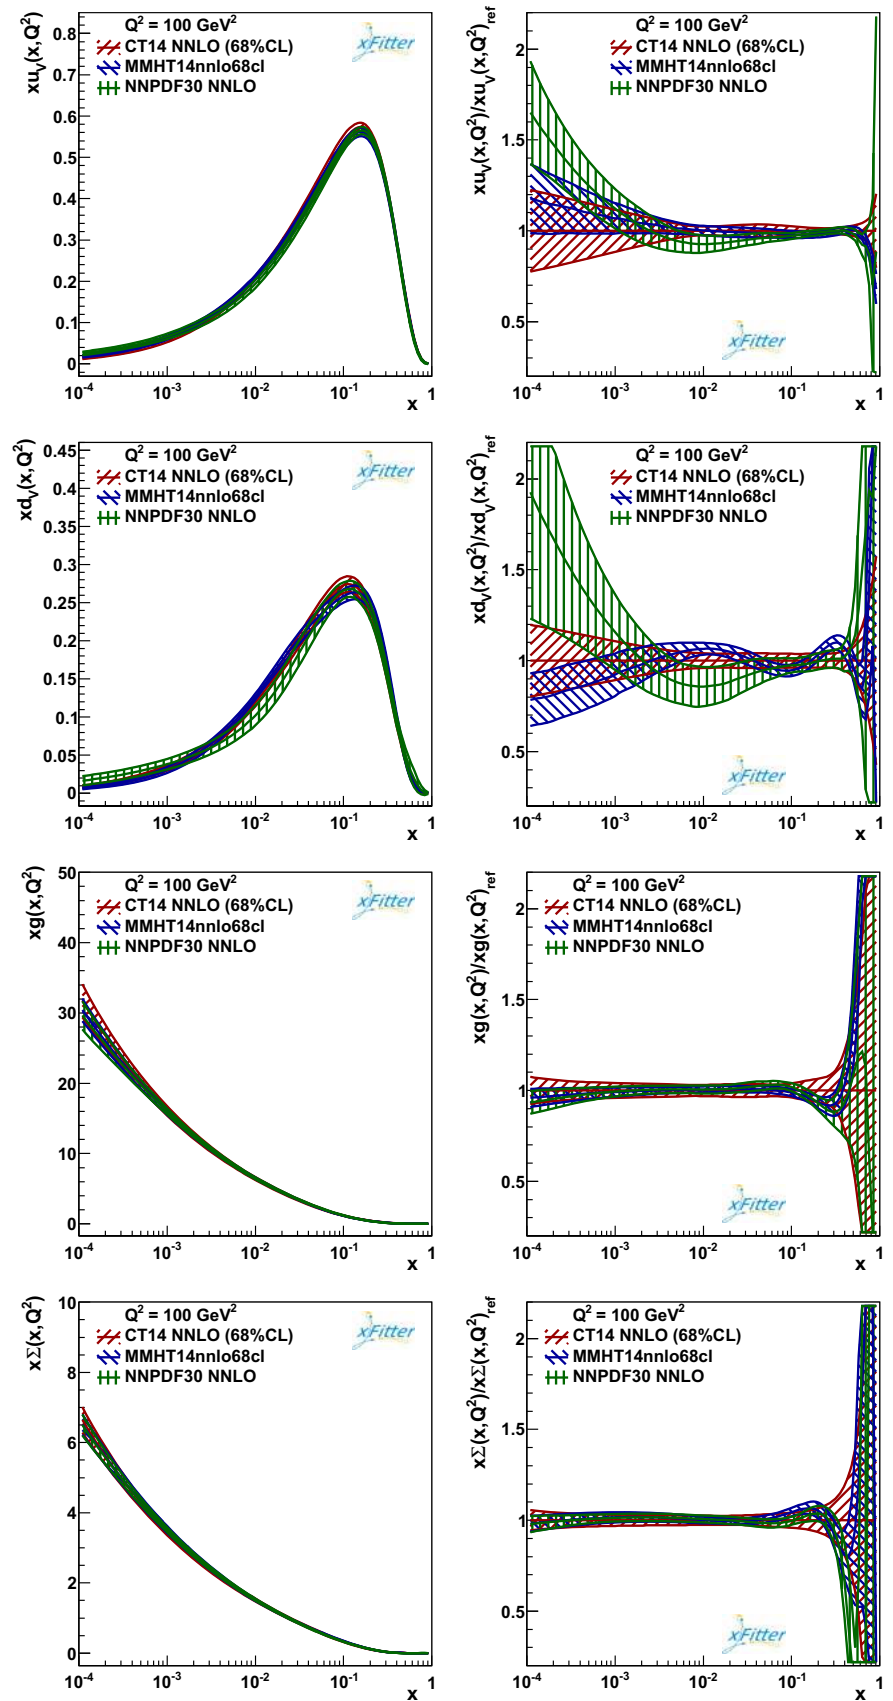 xu_V(x,Q²)
Q² = 100 GeV²
CT14 NNLO (68%CL)
MMHT14nnlo68cl
NNPDF30 NNLO
xFitter
0.8
0.7
0.6
0.5
0.4
0.3
0.2
0.1
0
10⁻⁴ 10⁻³ 10⁻² 10⁻¹ 1
x
xu_V(x,Q²)/xu_V(x,Q²)_ref
Q² = 100 GeV²
CT14 NNLO (68%CL)
MMHT14nnlo68cl
NNPDF30 NNLO
2
1.5
1
0.5
xFitter
10⁻⁴ 10⁻³ 10⁻² 10⁻¹ 1
x
xd_V(x,Q²)
Q² = 100 GeV²
CT14 NNLO (68%CL)
MMHT14nnlo68cl
NNPDF30 NNLO
xFitter
0.45
0.4
0.35
0.3
0.25
0.2
0.15
0.1
0.05
0
10⁻⁴ 10⁻³ 10⁻² 10⁻¹ 1
x
xd_V(x,Q²)/xd_V(x,Q²)_ref
Q² = 100 GeV²
CT14 NNLO (68%CL)
MMHT14nnlo68cl
NNPDF30 NNLO
2
1.5
1
0.5
xFitter
10⁻⁴ 10⁻³ 10⁻² 10⁻¹ 1
x
xg(x,Q²)
Q² = 100 GeV²
CT14 NNLO (68%CL)
MMHT14nnlo68cl
NNPDF30 NNLO
xFitter
50
40
30
20
10
0
10⁻⁴ 10⁻³ 10⁻² 10⁻¹ 1
x
xg(x,Q²)/xg(x,Q²)_ref
Q² = 100 GeV²
CT14 NNLO (68%CL)
MMHT14nnlo68cl
NNPDF30 NNLO
2
1.5
1
0.5
xFitter
10⁻⁴ 10⁻³ 10⁻² 10⁻¹ 1
x
xΣ(x,Q²)
Q² = 100 GeV²
CT14 NNLO (68%CL)
MMHT14nnlo68cl
NNPDF30 NNLO
xFitter
10
8
6
4
2
0
10⁻⁴ 10⁻³ 10⁻² 10⁻¹ 1
x
xΣ(x,Q²)/xΣ(x,Q²)_ref
Q² = 100 GeV²
CT14 NNLO (68%CL)
MMHT14nnlo68cl
NNPDF30 NNLO
2
1.5
1
0.5
xFitter
10⁻⁴ 10⁻³ 10⁻² 10⁻¹ 1
x